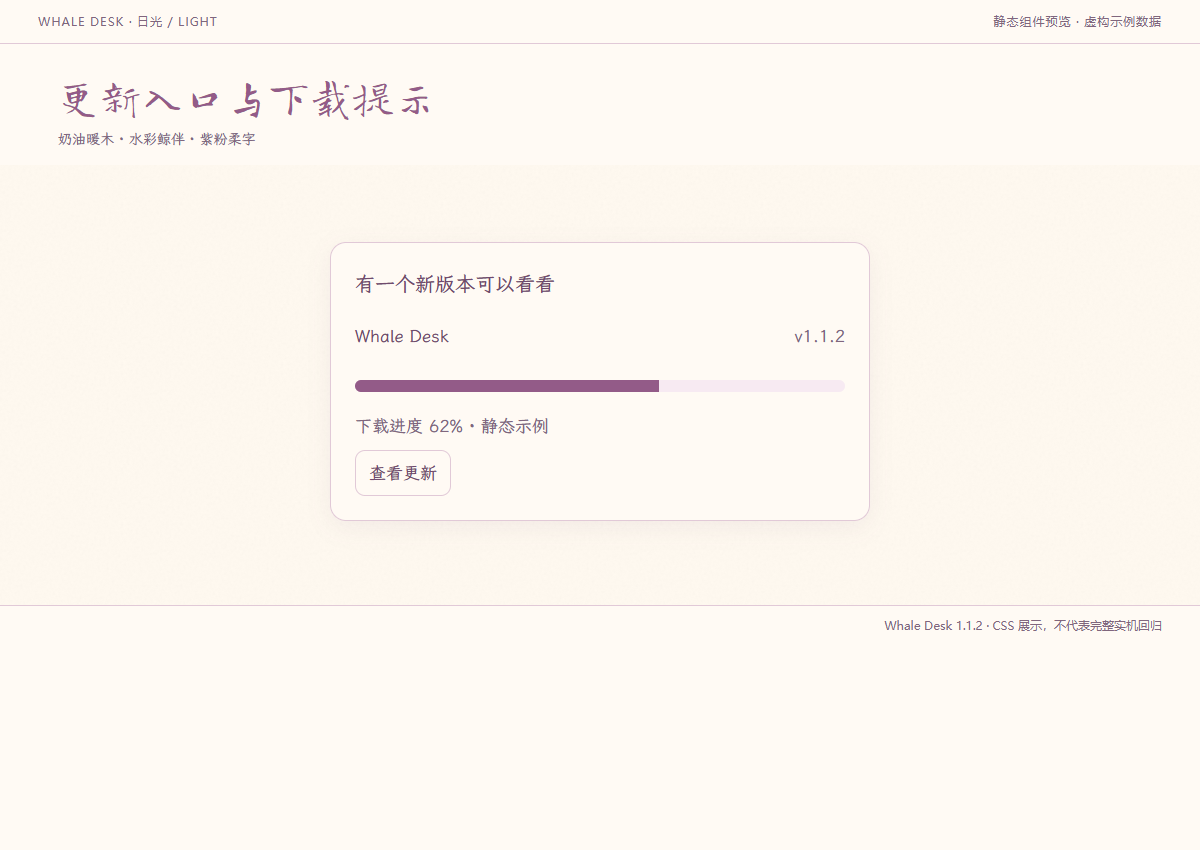 WHALE DESK · 日光 / LIGHT
静态组件预览 · 虚构示例数据
更新入口与下载提示
奶油暖木 · 水彩鲸伴 · 紫粉柔字
有一个新版本可以看看
Whale Desk
v1.1.2
下载进度 62% · 静态示例
查看更新
Whale Desk 1.1.2 · CSS 展示，不代表完整实机回归